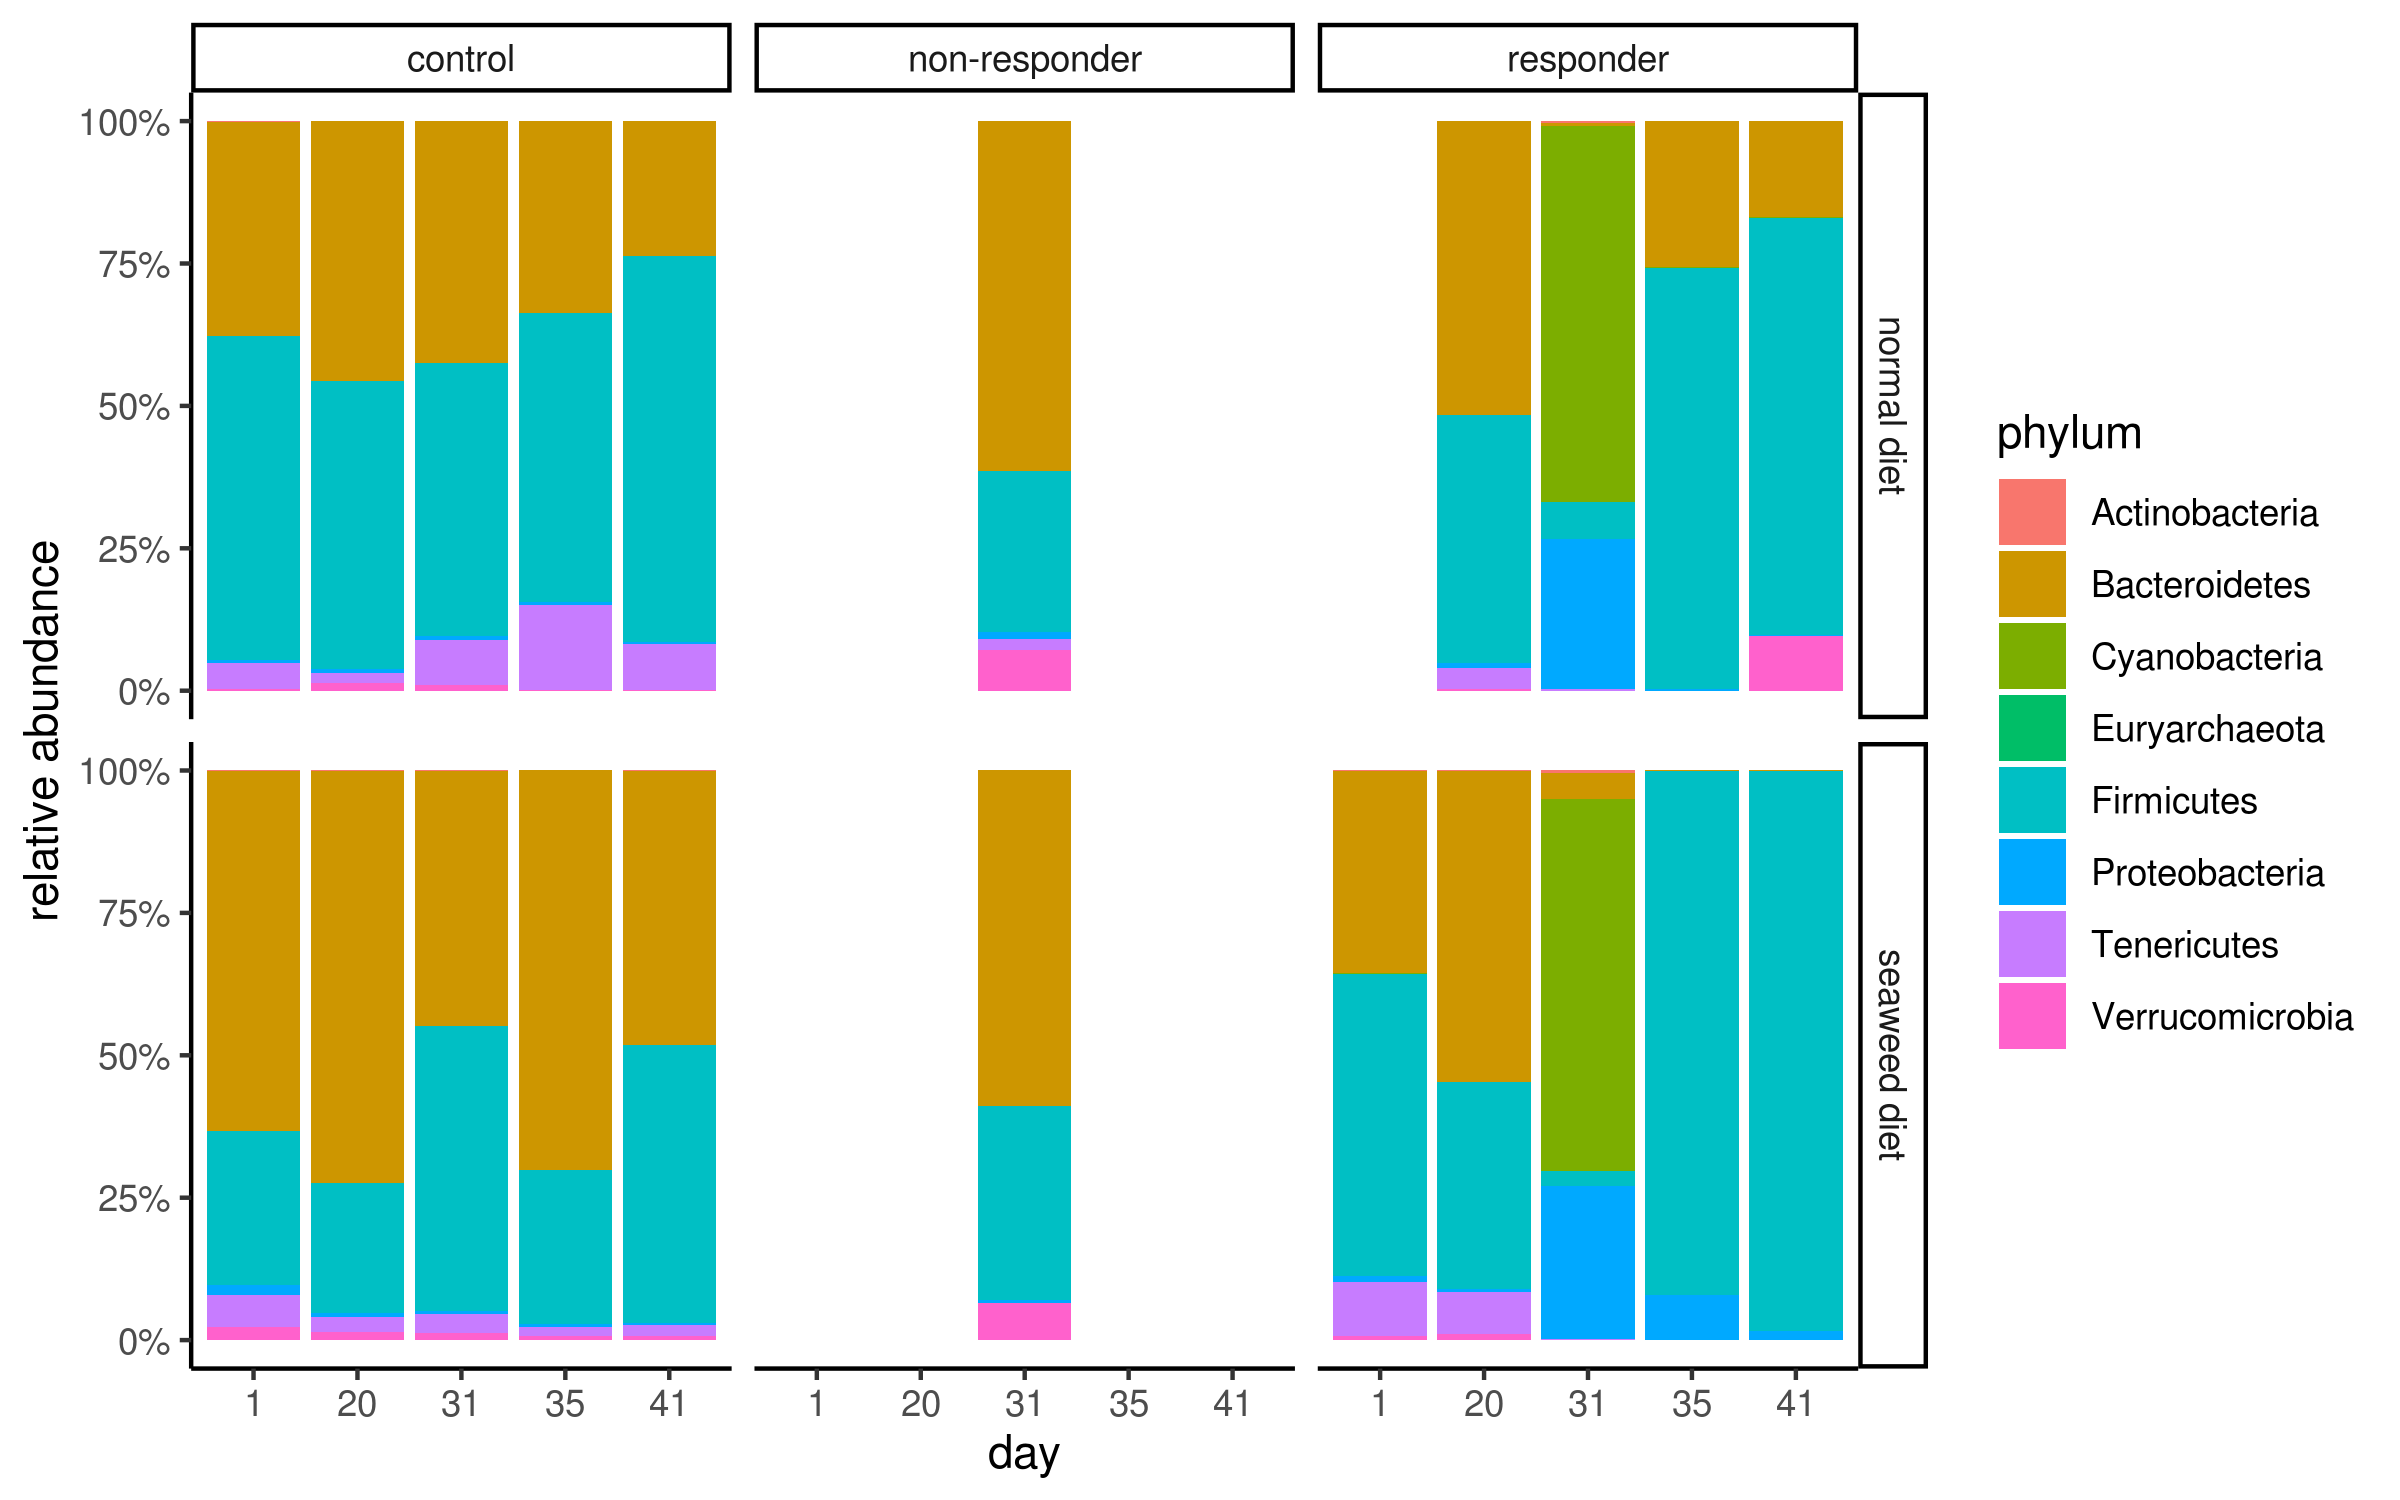 control
non-responder
responder
100%
75%
50%
25%
0%
normal diet
100%
75%
50%
25%
0%
seaweed diet
relative abundance
1 20 31 35 41
1 20 31 35 41
1 20 31 35 41
day
phylum
Actinobacteria
Bacteroidetes
Cyanobacteria
Euryarchaeota
Firmicutes
Proteobacteria
Tenericutes
Verrucomicrobia